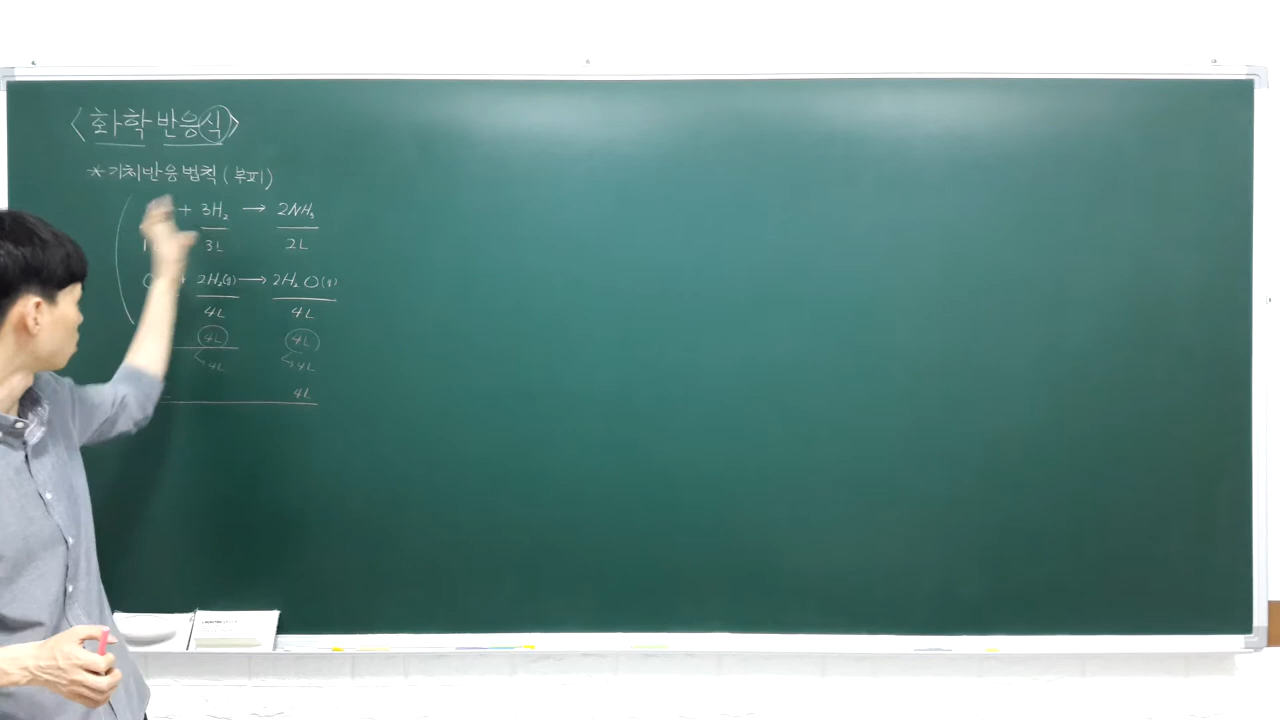 <화학 반응식>
*기체반응법칙(부피)
+ 3H₂ → 2NH₃
3L 2L
+ 2H₂(g) → 2H₂O(g)
4L 4L
4L 4L
4L 4L
4L